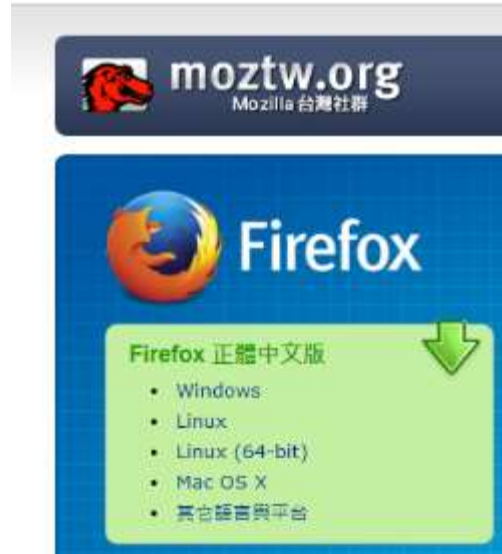 moztw.org
Mozilla 台灣社群
Firefox
Firefox 正體中文版
Windows
Linux
Linux (64-bit)
Mac OS X
其它語言與平台